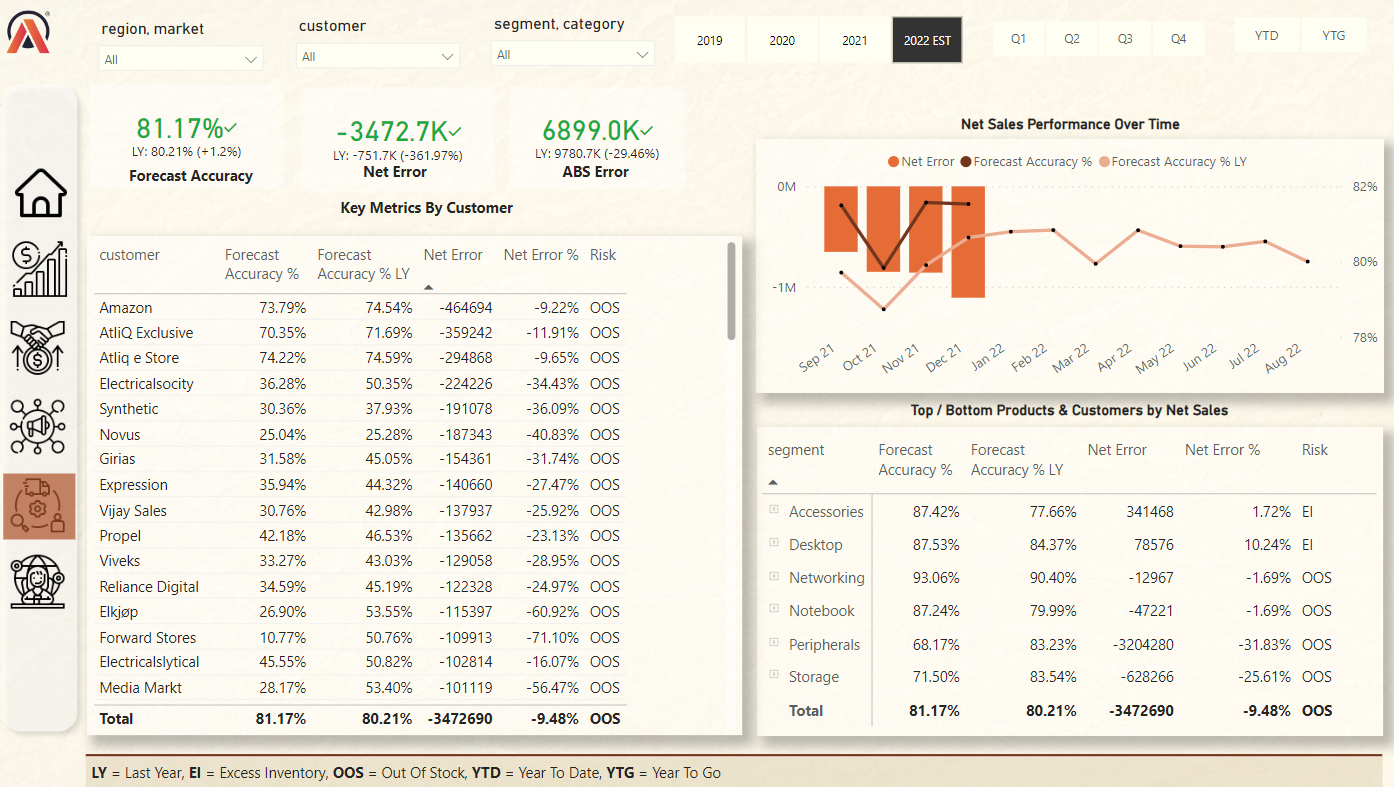 region, market
customer
segment, category
All
All
All
2019 2020 2021 2022 EST
Q1 Q2 Q3 Q4
YTD YTG
81.17%
LY: 80.21% (+1.2%)
Forecast Accuracy
-3472.7K
LY: -751.7K (-361.97%)
Net Error
6899.0K
LY: 9780.7K (-29.46%)
ABS Error
Key Metrics By Customer
customer Forecast Accuracy % Forecast Accuracy % LY Net Error Net Error % Risk
Amazon 73.79% 74.54% -464694 -9.22% OOS
AtliQ Exclusive 70.35% 71.69% -359242 -11.91% OOS
Atliq e Store 74.22% 74.59% -294868 -9.65% OOS
Electricalsocity 36.28% 50.35% -224226 -34.43% OOS
Synthetic 30.36% 37.93% -191078 -36.09% OOS
Novus 25.04% 25.28% -187343 -40.83% OOS
Girias 31.58% 45.05% -154361 -31.74% OOS
Expression 35.94% 44.32% -140660 -27.47% OOS
Vijay Sales 30.76% 42.98% -137937 -25.92% OOS
Propel 42.18% 46.53% -135662 -23.13% OOS
Viveks 33.27% 43.03% -129058 -28.95% OOS
Reliance Digital 34.59% 45.19% -122328 -24.97% OOS
Elkjøp 26.90% 53.55% -115397 -60.92% OOS
Forward Stores 10.77% 50.76% -109913 -71.10% OOS
Electricalslytical 45.55% 50.82% -102814 -16.07% OOS
Media Markt 28.17% 53.40% -101119 -56.47% OOS
Total 81.17% 80.21% -3472690 -9.48% OOS
Net Sales Performance Over Time
Net Error Forecast Accuracy % Forecast Accuracy % LY
0M 82%
80%
-1M
78%
Sep 21 Oct 21 Nov 21 Dec 21 Jan 22 Feb 22 Mar 22 Apr 22 May 22 Jun 22 Jul 22 Aug 22
Top / Bottom Products & Customers by Net Sales
segment Forecast Accuracy % Forecast Accuracy % LY Net Error Net Error % Risk
Accessories 87.42% 77.66% 341468 1.72% EI
Desktop 87.53% 84.37% 78576 10.24% EI
Networking 93.06% 90.40% -12967 -1.69% OOS
Notebook 87.24% 79.99% -47221 -1.69% OOS
Peripherals 68.17% 83.23% -3204280 -31.83% OOS
Storage 71.50% 83.54% -628266 -25.61% OOS
Total 81.17% 80.21% -3472690 -9.48% OOS
LY = Last Year, EI = Excess Inventory, OOS = Out Of Stock, YTD = Year To Date, YTG = Year To Go